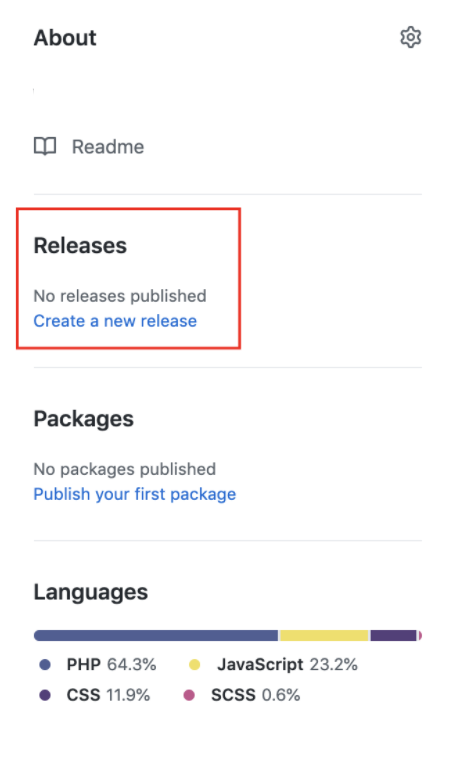 About
Readme
Releases
No releases published
Create a new release
Packages
No packages published
Publish your first package
Languages
PHP 64.3% JavaScript 23.2%
CSS 11.9% SCSS 0.6%